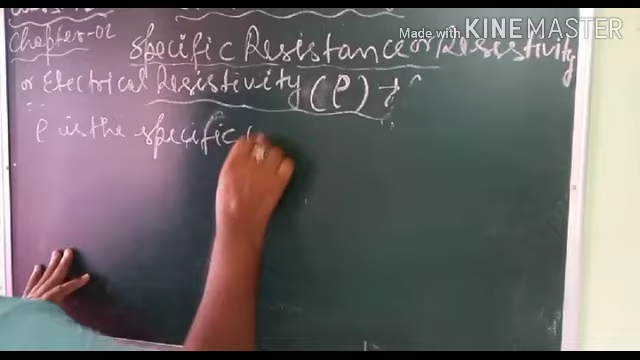 Made with KINEMASTER
Chapter-02
Specific Resistance or Resistivity
or Electrical Resistivity (ρ) :-
ρ is the specific